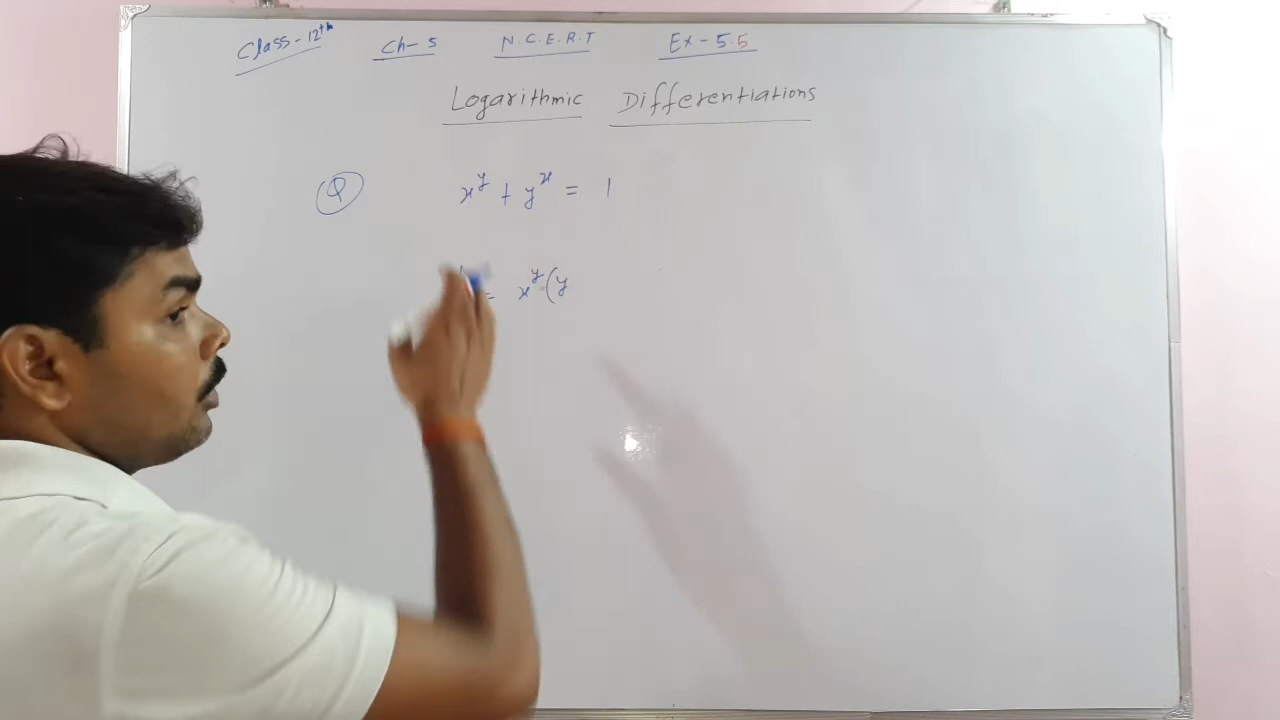 Class-12th Ch-5 N.C.E.R.T Ex-5.5
Logarithmic Differentiations
Q x^y + y^x = 1
= x^y (y